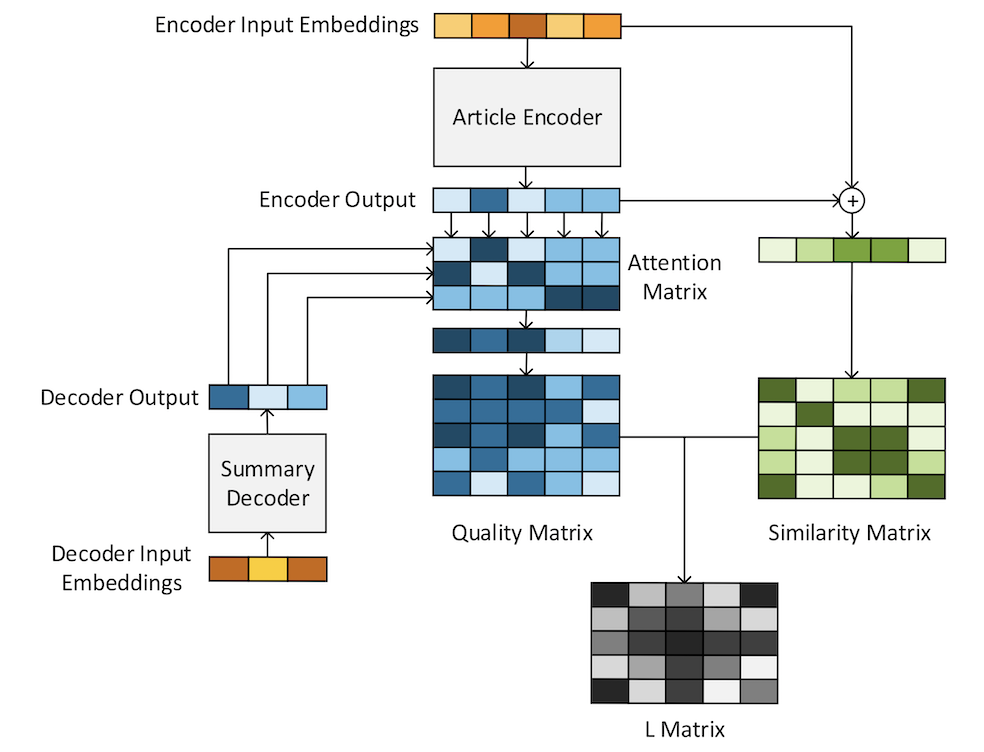 Encoder Input Embeddings
Article Encoder
Encoder Output
+
Attention
Matrix
Decoder Output
Summary
Decoder
Decoder Input
Embeddings
Quality Matrix
Similarity Matrix
L Matrix